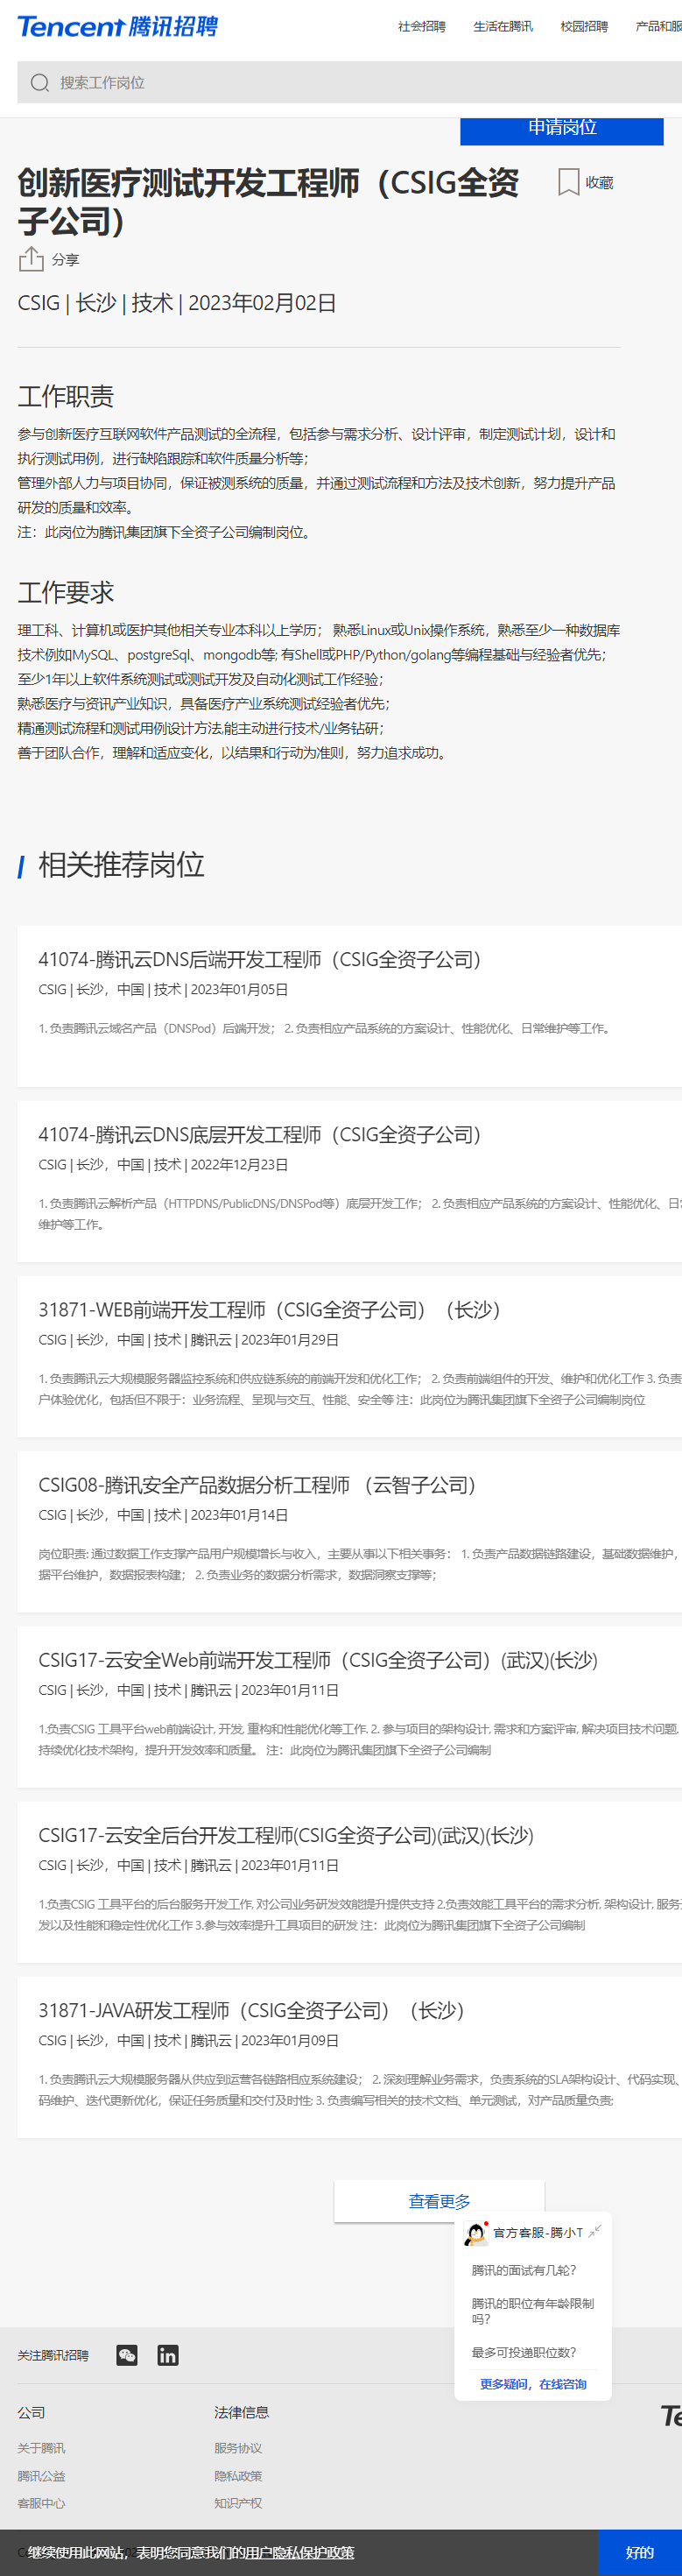 Tencent 腾讯招聘
社会招聘 生活在腾讯 校园招聘 产品和服
搜索工作岗位
申请岗位
创新医疗测试开发工程师（CSIG全资
子公司）
收藏
分享
CSIG | 长沙 | 技术 | 2023年02月02日
工作职责
参与创新医疗互联网软件产品测试的全流程，包括参与需求分析、设计评审，制定测试计划，设计和
执行测试用例，进行缺陷跟踪和软件质量分析等；
管理外部人力与项目协同，保证被测系统的质量，并通过测试流程和方法及技术创新，努力提升产品
研发的质量和效率。
注：此岗位为腾讯集团旗下全资子公司编制岗位。
工作要求
理工科、计算机或医护其他相关专业本科以上学历； 熟悉Linux或Unix操作系统，熟悉至少一种数据库
技术例如MySQL、postgreSql、mongodb等; 有Shell或PHP/Python/golang等编程基础与经验者优先；
至少1年以上软件系统测试或测试开发及自动化测试工作经验；
熟悉医疗与资讯产业知识，具备医疗产业系统测试经验者优先；
精通测试流程和测试用例设计方法,能主动进行技术/业务钻研；
善于团队合作，理解和适应变化，以结果和行动为准则，努力追求成功。
相关推荐岗位
41074-腾讯云DNS后端开发工程师（CSIG全资子公司）
CSIG | 长沙，中国 | 技术 | 2023年01月05日
1. 负责腾讯云域名产品（DNSPod）后端开发； 2. 负责相应产品系统的方案设计、性能优化、日常维护等工作。
41074-腾讯云DNS底层开发工程师（CSIG全资子公司）
CSIG | 长沙，中国 | 技术 | 2022年12月23日
1. 负责腾讯云解析产品（HTTPDNS/PublicDNS/DNSPod等）底层开发工作； 2. 负责相应产品系统的方案设计、性能优化、日常
维护等工作。
31871-WEB前端开发工程师（CSIG全资子公司）（长沙）
CSIG | 长沙，中国 | 技术 | 腾讯云 | 2023年01月29日
1. 负责腾讯云大规模服务器监控系统和供应链系统的前端开发和优化工作； 2. 负责前端组件的开发、维护和优化工作 3. 负责
户体验优化，包括但不限于：业务流程、呈现与交互、性能、安全等 注：此岗位为腾讯集团旗下全资子公司编制岗位
CSIG08-腾讯安全产品数据分析工程师 （云智子公司）
CSIG | 长沙，中国 | 技术 | 2023年01月14日
岗位职责: 通过数据工作支撑产品用户规模增长与收入，主要从事以下相关事务： 1. 负责产品数据链路建设，基础数据维护，
据平台维护，数据报表构建； 2. 负责业务的数据分析需求，数据洞察支撑等；
CSIG17-云安全Web前端开发工程师（CSIG全资子公司）(武汉)(长沙)
CSIG | 长沙，中国 | 技术 | 腾讯云 | 2023年01月11日
1.负责CSIG 工具平台web前端设计, 开发, 重构和性能优化等工作. 2. 参与项目的架构设计, 需求和方案评审, 解决项目技术问题.
持续优化技术架构，提升开发效率和质量。 注：此岗位为腾讯集团旗下全资子公司编制
CSIG17-云安全后台开发工程师(CSIG全资子公司)(武汉)(长沙)
CSIG | 长沙，中国 | 技术 | 腾讯云 | 2023年01月11日
1.负责CSIG 工具平台的后台服务开发工作, 对公司业务研发效能提升提供支持 2.负责效能工具平台的需求分析, 架构设计, 服务
发以及性能和稳定性优化工作 3.参与效率提升工具项目的研发 注：此岗位为腾讯集团旗下全资子公司编制
31871-JAVA研发工程师（CSIG全资子公司）（长沙）
CSIG | 长沙，中国 | 技术 | 腾讯云 | 2023年01月09日
1. 负责腾讯云大规模服务器从供应到运营各链路相应系统建设； 2. 深刻理解业务需求，负责系统的SLA架构设计、代码实现、
码维护、迭代更新优化，保证任务质量和交付及时性; 3. 负责编写相关的技术文档、单元测试，对产品质量负责;
查看更多
官方客服-腾小T
腾讯的面试有几轮?
腾讯的职位有年龄限制
吗?
最多可投递职位数?
更多疑问，在线咨询
关注腾讯招聘
公司 法律信息
关于腾讯 服务协议
腾讯公益 隐私政策
客服中心 知识产权
继续使用此网站，表明您同意我们的用户隐私保护政策
好的